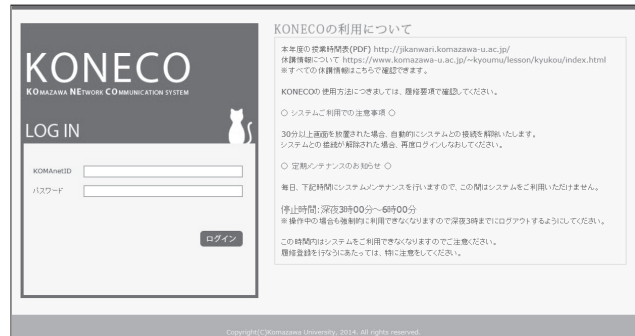 KONECO
KOMAZAWA NETWORK COMMUNICATION SYSTEM
LOG IN
KOMAnetID
パスワード
ログイン
KONECOの利用について
本年度の授業時間表(PDF) http://jikanwari.komazawa-u.ac.jp/
休講情報について https://www.komazawa-u.ac.jp/~kyoumu/lesson/kyukou/index.html
※すべての休講情報はこちらで確認できます。
KONECOの使用方法につきましては、履修要項で確認してください。
○ システムご利用での注意事項 ○
30分以上画面を放置された場合、自動的にシステムとの接続を解除いたします。
システムとの接続が解除された場合、再度ログインしなおしてください。
○ 定期メンテナンスのお知らせ ○
毎日、下記時間にシステムメンテナンスを行いますので、この間はシステムをご利用いただけません。
停止時間:深夜3時00分～6時00分
※操作中の場合も強制的に利用できなくなりますので深夜3時までにログアウトするようにしてください。
この時間内はシステムをご利用できなくなりますのでご注意ください。
履修登録を行なうにあたっては、特に注意をしてください。
Copyright(C)Komazawa University, 2014. All rights reserved.